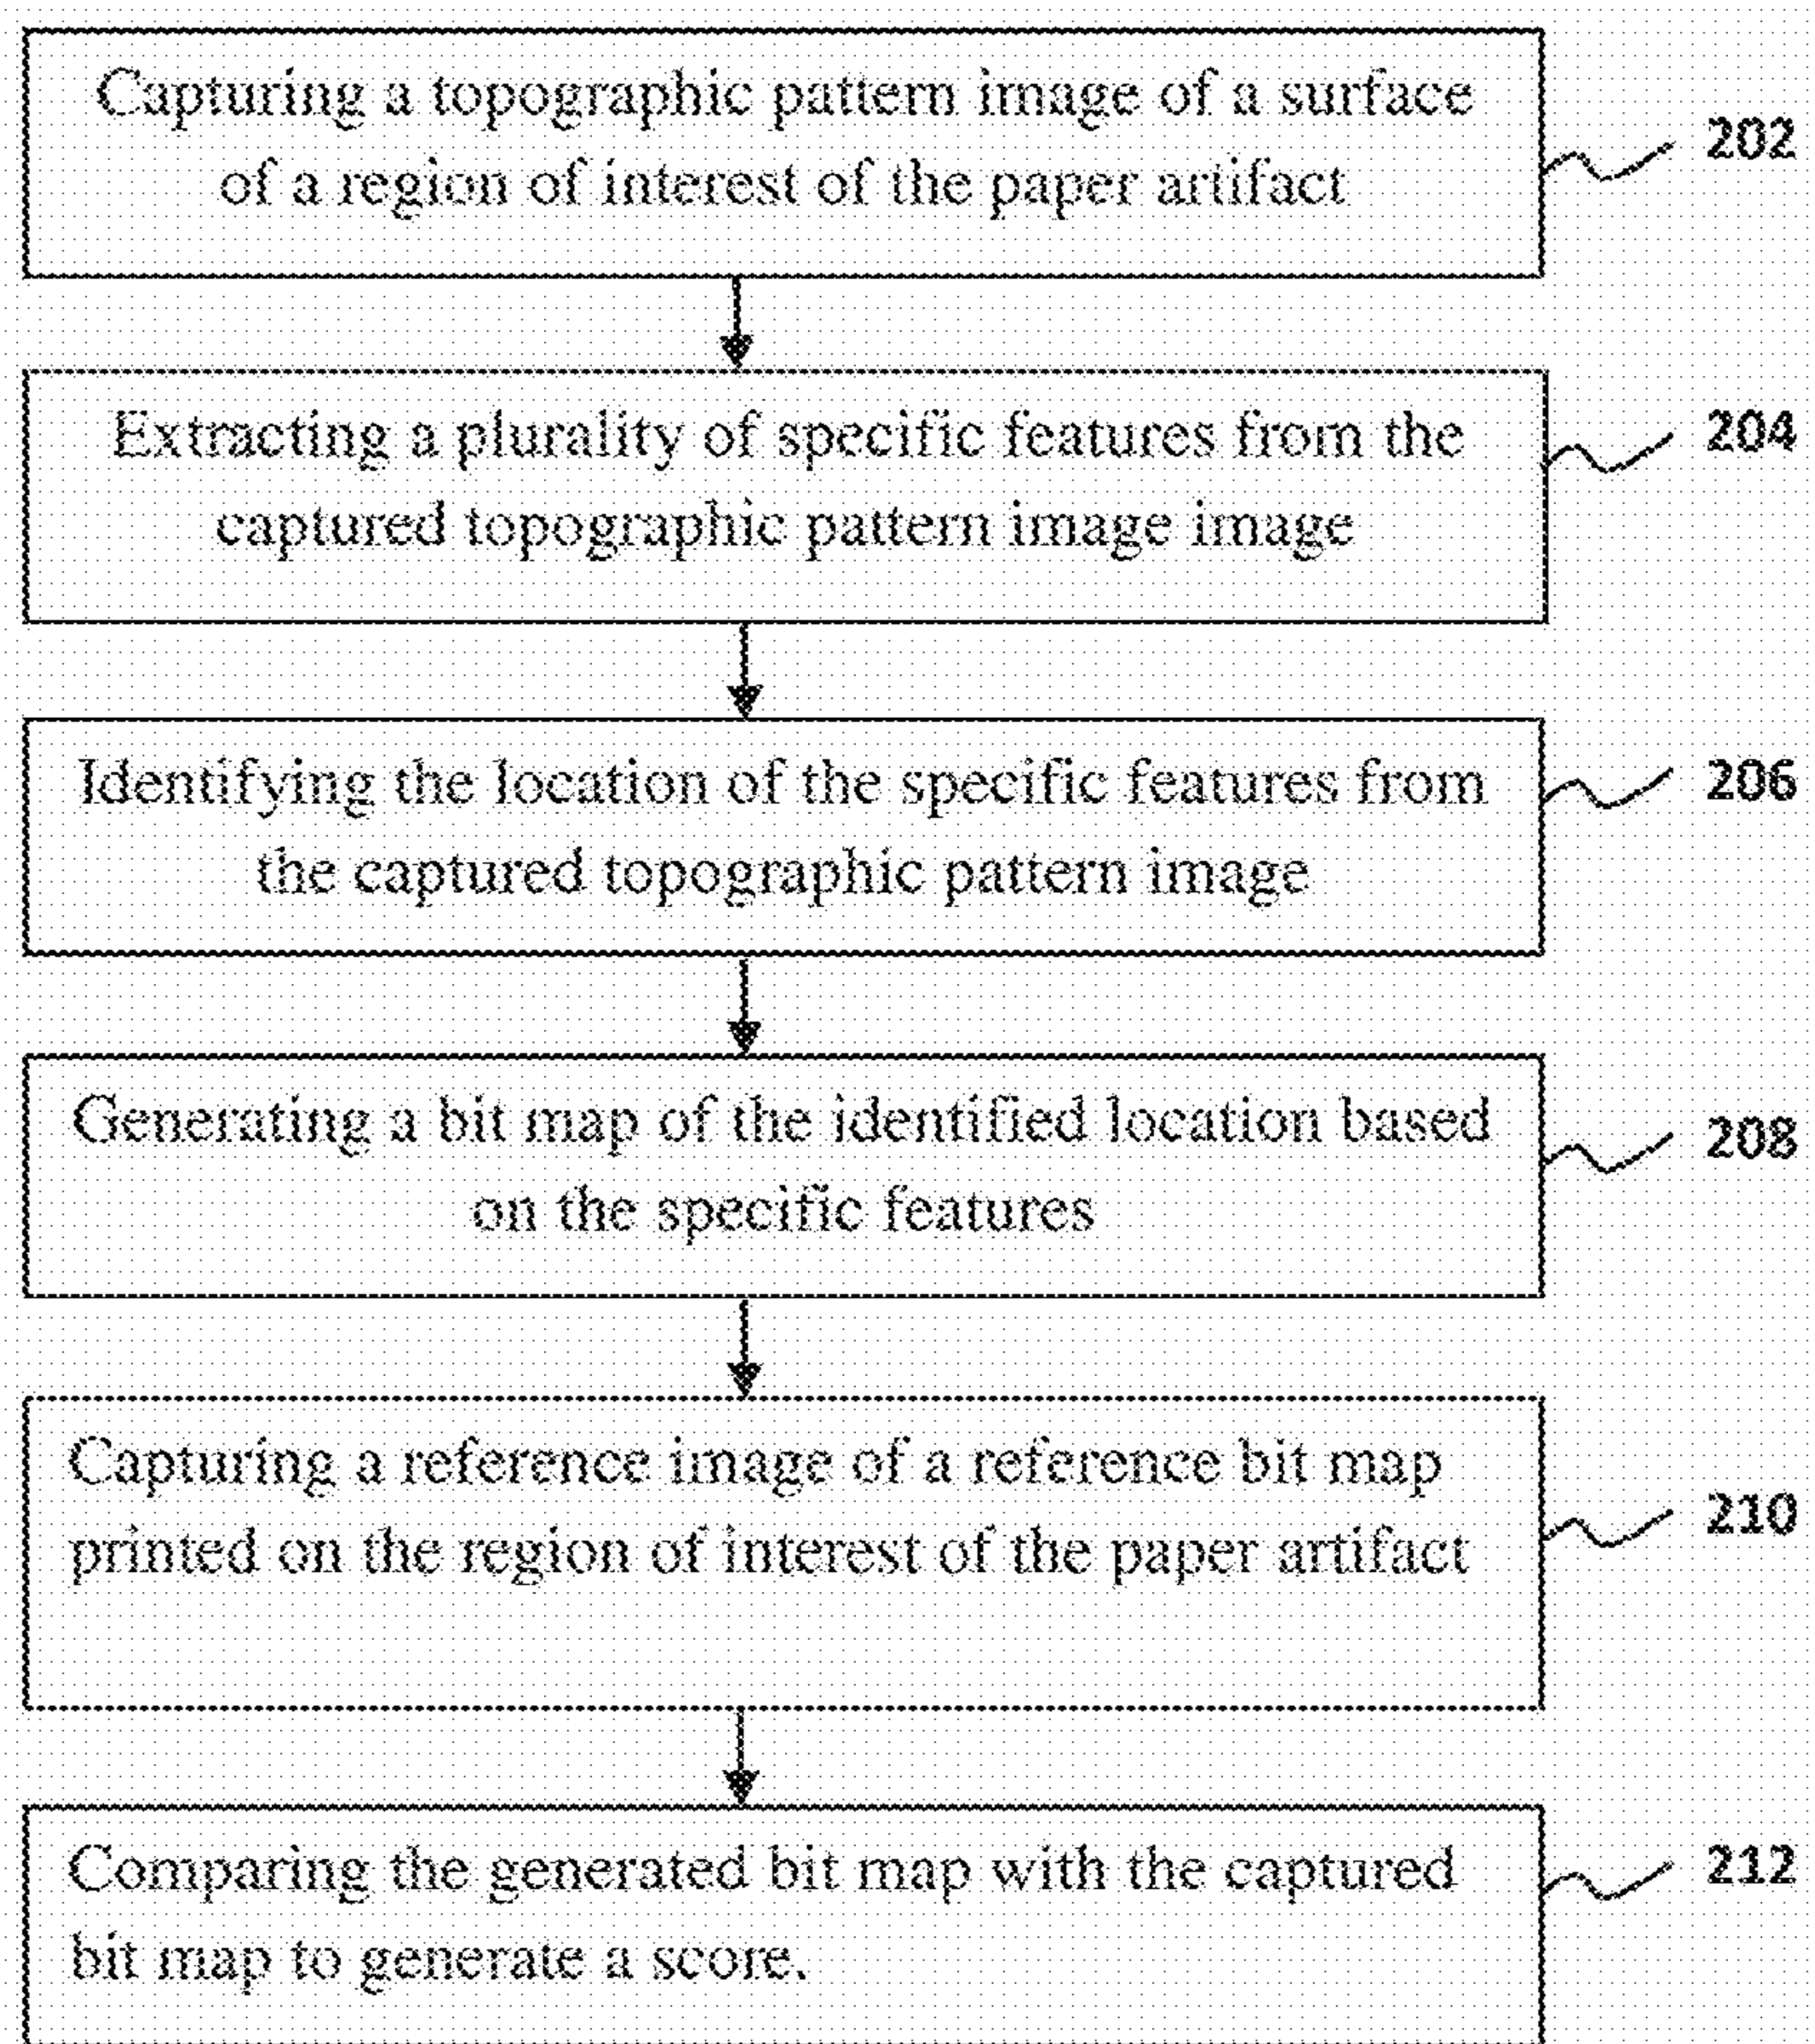 Capturing a topographic pattern image of a surface
of a region of interest of the paper artifact
202
Extracting a plurality of specific features from the
captured topographic pattern image image
204
Identifying the location of the specific features from
the captured topographic pattern image
206
Generating a bit map of the identified location based
on the specific features
208
Capturing a reference image of a reference bit map
printed on the region of interest of the paper artifact
210
Comparing the generated bit map with the captured
bit map to generate a score.
212